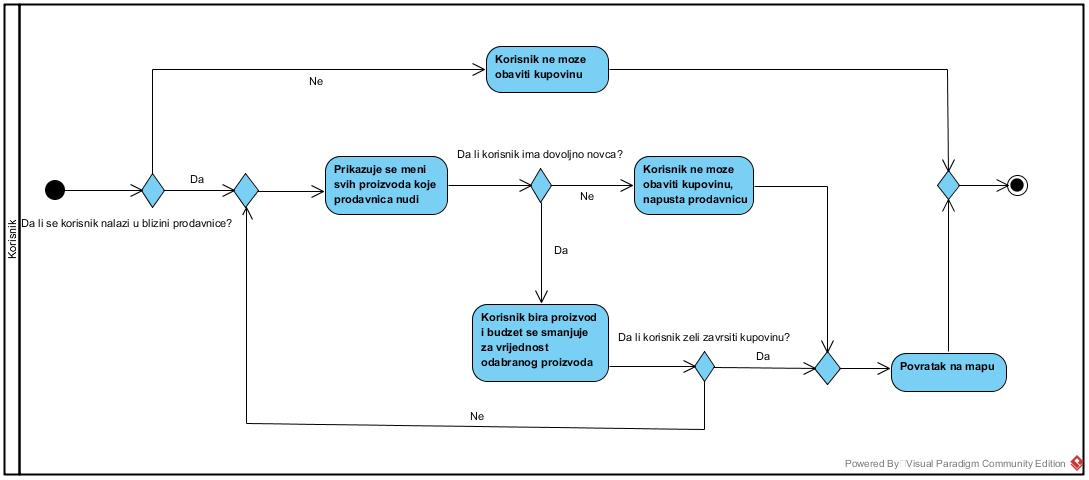 Korisnik ne moze
obaviti kupovinu
Ne
Da li korisnik ima dovoljno novca?
Prikazuje se meni
svih proizvoda koje
prodavnica nudi
Korisnik ne moze
obaviti kupovinu,
napusta prodavnicu
Da
Ne
Da li se korisnik nalazi u blizini prodavnice?
Korisnik
Da
Korisnik bira proizvod
i budzet se smanjuje
za vrijednost
odabranog proizvoda
Da li korisnik zeli zavrsiti kupovinu?
Da
Povratak na mapu
Ne
Powered By Visual Paradigm Community Edition